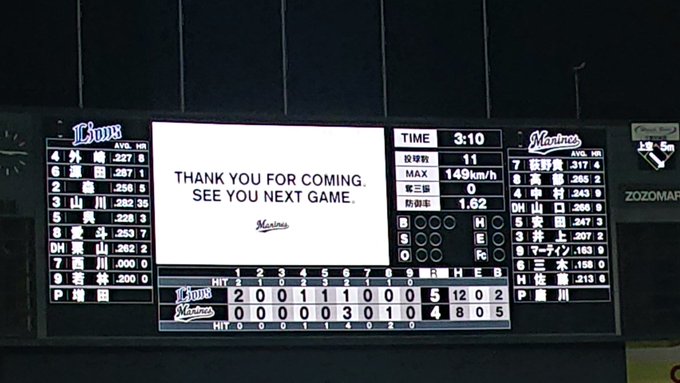 Lions
AVG. HR
4 外崎 .227 8
6 源田 .287 1
2 森 .256 5
3 山川 .282 35
5 呉 .228 3
8 愛斗 .253 7
DH 栗山 .262 2
7 西川 .000 0
9 若林 .200 0
P 増田
THANK YOU FOR COMING.
SEE YOU NEXT GAME.
Marines
TIME 3:10
投球数 11
MAX 149km/h
奪三振 0
防御率 1.62
B H
S E
O Fc
Marines
AVG. HR
7 荻野貴 .317 4
8 高部 .265 2
4 中村 .243 9
DH 山口 .266 9
5 安田 .247 3
3 井上 .207 2
9 マーティン .163 9
6 三木 .158 0
H 佐藤 .213 6
P 唐川
上空 5m
ZOZOMAR
1 2 3 4 5 6 7 8 9 R H E B
HIT 2 1 0 2 3 2 1 1 0
Lions 2 0 0 1 1 1 0 0 0 5 12 0 2
Marines 0 0 0 0 0 3 0 1 0 4 8 0 5
HIT 1 0 0 0 1 4 0 2 0